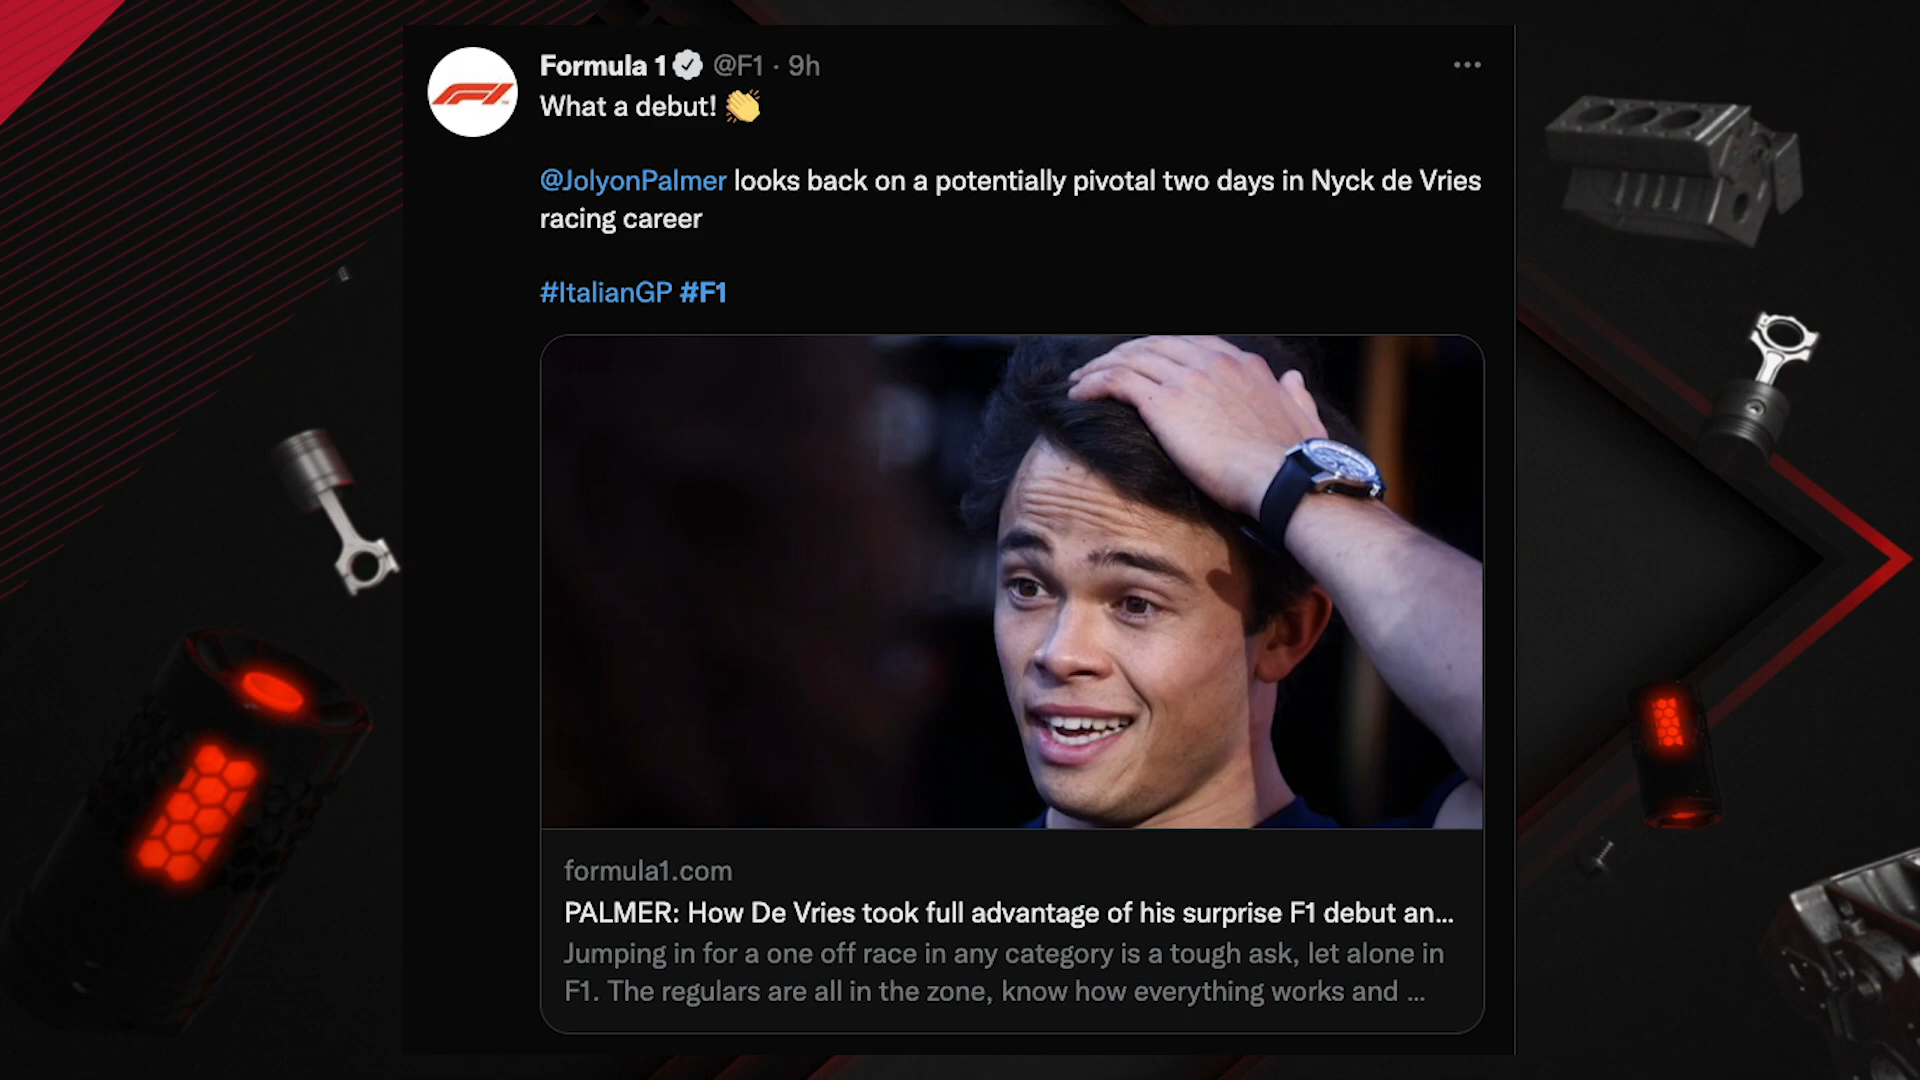 Formula 1 @F1 · 9h
What a debut! 👏
@JolyonPalmer looks back on a potentially pivotal two days in Nyck de Vries
racing career
#ItalianGP #F1
formula1.com
PALMER: How De Vries took full advantage of his surprise F1 debut an...
Jumping in for a one off race in any category is a tough ask, let alone in
F1. The regulars are all in the zone, know how everything works and ...